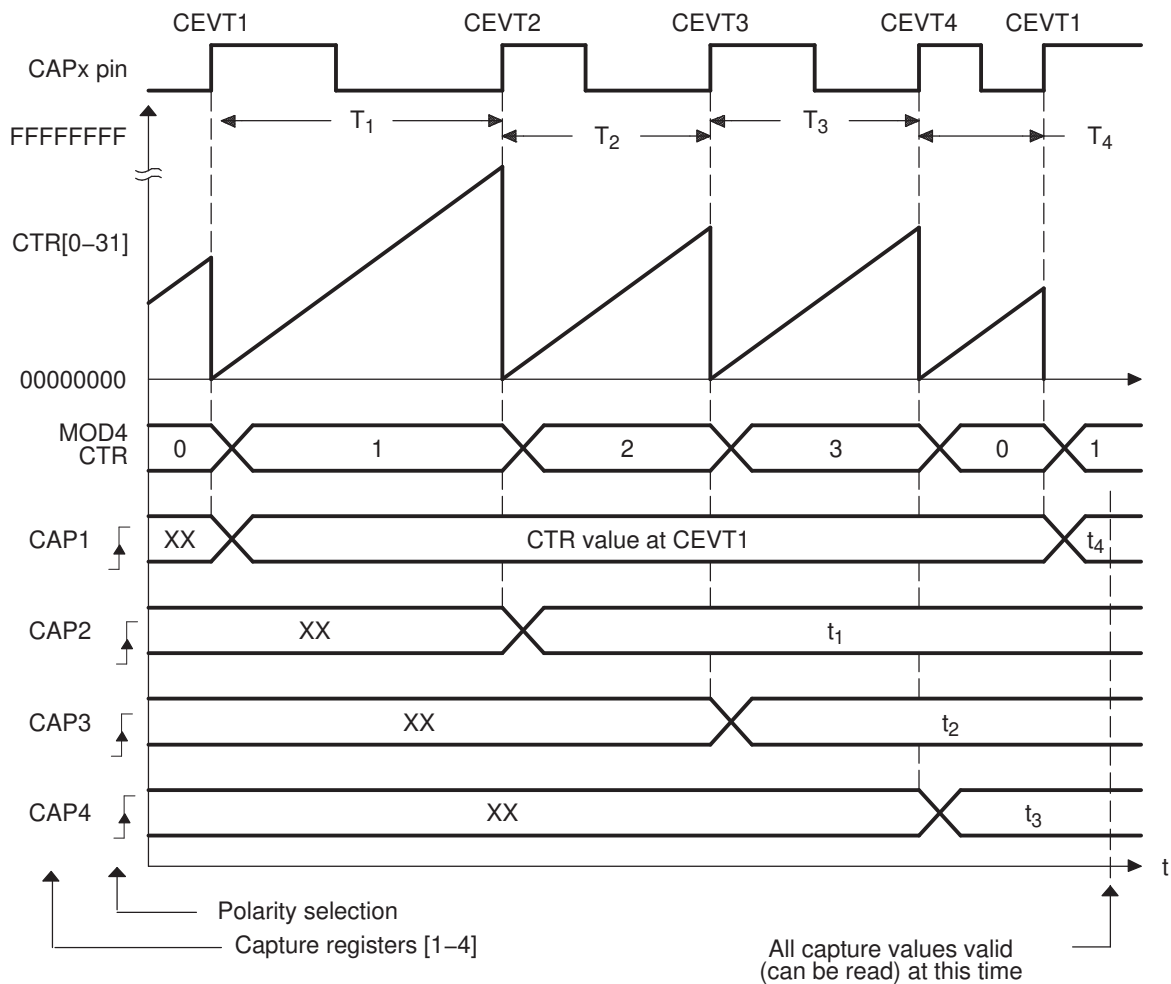 CEVT1 CEVT2 CEVT3 CEVT4 CEVT1
CAPx pin
T1 T2 T3 T4
FFFFFFFF
CTR[0−31]
00000000
MOD4
CTR
0 1 2 3 0 1
CAP1 XX CTR value at CEVT1 t4
CAP2 XX t1
CAP3 XX t2
CAP4 XX t3
t
Polarity selection
Capture registers [1−4]
All capture values valid
(can be read) at this time